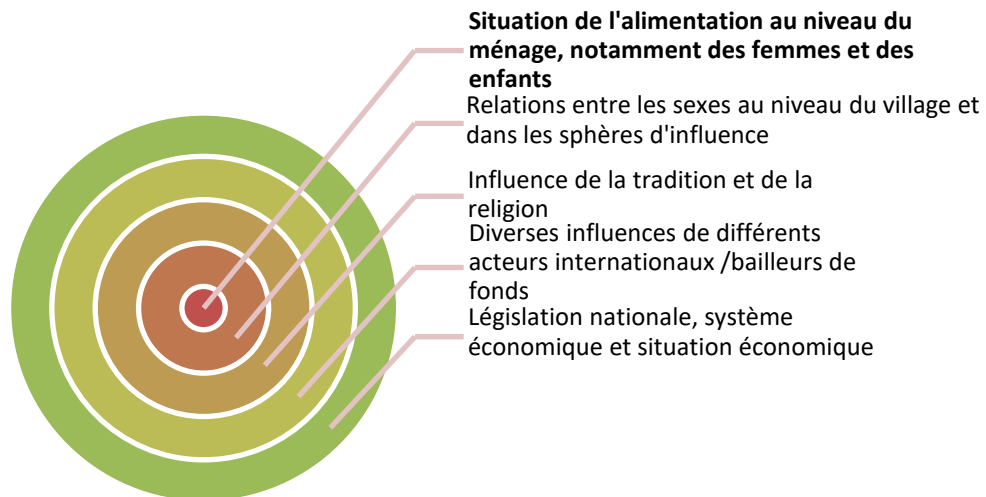 Situation de l'alimentation au niveau du
ménage, notamment des femmes et des
enfants
Relations entre les sexes au niveau du village et
dans les sphères d'influence
Influence de la tradition et de la
religion
Diverses influences de différents
acteurs internationaux /bailleurs de
fonds
Législation nationale, système
économique et situation économique